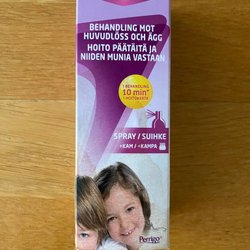 BEHANDLING MOT
HUVUDLÖSS OCH ÄGG
HOITO PÄÄTÄITÄ JA
NIIDEN MUNIA VASTAAN
1 BEHANDLING
10 min*
SPRAY / SUIHKE
+KAM / +KAMPA
Perrigo